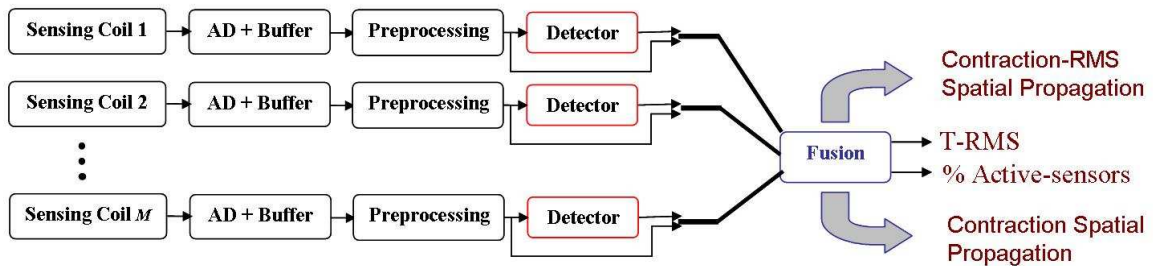 Sensing Coil 1
AD + Buffer
Preprocessing
Detector
Sensing Coil 2
AD + Buffer
Preprocessing
Detector
Sensing Coil M
AD + Buffer
Preprocessing
Detector
Fusion
Contraction-RMS
Spatial Propagation
T-RMS
% Active-sensors
Contraction Spatial
Propagation